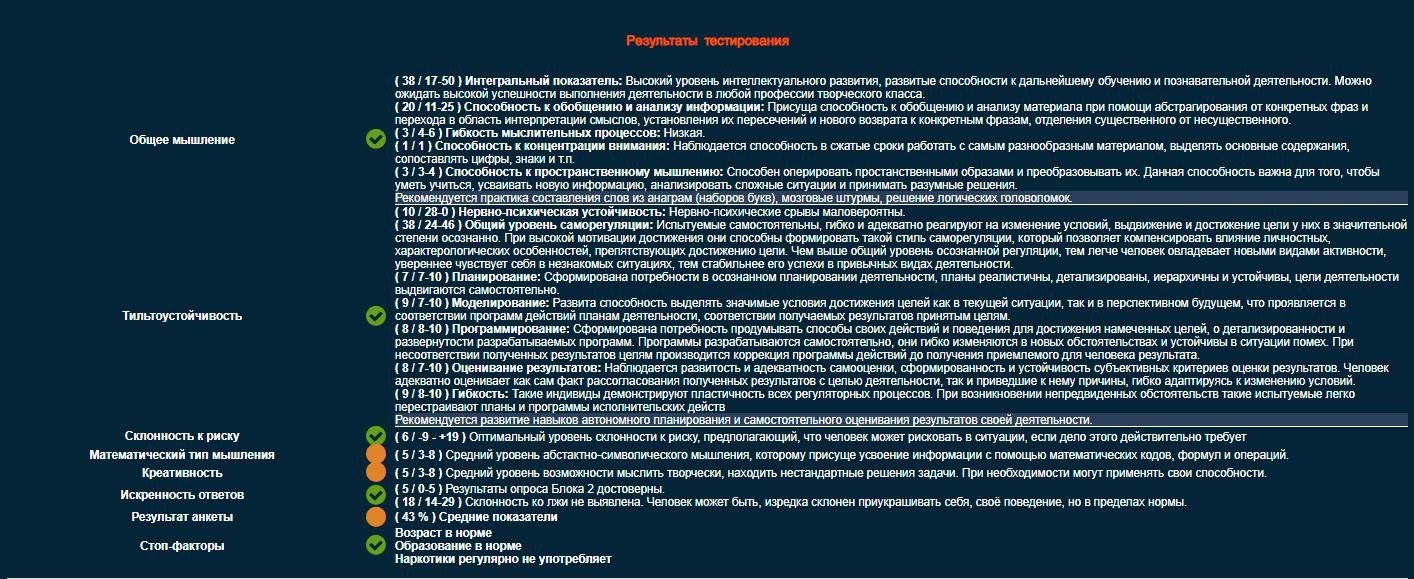 Результаты тестирования
Общее мышление
( 38 / 17-50 ) Интегральный показатель: Высокий уровень интеллектуального развития, развитые способности к дальнейшему обучению и познавательной деятельности. Можно
ожидать высокой успешности выполнения деятельности в любой профессии творческого класса.
( 20 / 11-25 ) Способность к обобщению и анализу информации: Присуща способность к обобщению и анализу материала при помощи абстрагирования от конкретных фраз и
перехода в область интерпретации смыслов, установления их пересечений и нового возврата к конкретным фразам, отделения существенного от несущественного.
( 3 / 4-6 ) Гибкость мыслительных процессов: Низкая.
( 1 / 1 ) Способность к концентрации внимания: Наблюдается способность в сжатые сроки работать с самым разнообразным материалом, выделять основные содержания,
сопоставлять цифры, знаки и т.п.
( 3 / 3-4 ) Способность к пространственному мышлению: Способен оперировать простанственными образами и преобразовывать их. Данная способность важна для того, чтобы
уметь учиться, усваивать новую информацию, анализировать сложные ситуации и принимать разумные решения.
Рекомендуется практика составления слов из анаграм (наборов букв), мозговые штурмы, решение логических головоломок.
Тильтоустойчивость
( 10 / 28-0 ) Нервно-психическая устойчивость: Нервно-психические срывы маловероятны.
( 38 / 24-46 ) Общий уровень саморегуляции: Испытуемые самостоятельны, гибко и адекватно реагируют на изменение условий, выдвижение и достижение цели у них в значительной
степени осознанно. При высокой мотивации достижения они способны формировать такой стиль саморегуляции, который позволяет компенсировать влияние личностных,
характерологических особенностей, препятствующих достижению цели. Чем выше общий уровень осознанной регуляции, тем легче человек овладевает новыми видами активности,
увереннее чувствует себя в незнакомых ситуациях, тем стабильнее его успехи в привычных видах деятельности.
( 7 / 7-10 ) Планирование: Сформирована потребности в осознанном планировании деятельности, планы реалистичны, детализированы, иерархичны и устойчивы, цели деятельности
выдвигаются самостоятельно.
( 9 / 7-10 ) Моделирование: Развита способность выделять значимые условия достижения целей как в текущей ситуации, так и в перспективном будущем, что проявляется в
соответствии программ действий планам деятельности, соответствии получаемых результатов принятым целям.
( 8 / 8-10 ) Программирование: Сформирована потребность продумывать способы своих действий и поведения для достижения намеченных целей, о детализированности и
развернутости разрабатываемых программ. Программы разрабатываются самостоятельно, они гибко изменяются в новых обстоятельствах и устойчивы в ситуации помех. При
несоответствии полученных результатов целям производится коррекция программы действий до получения приемлемого для человека результата.
( 8 / 7-10 ) Оценивание результатов: Наблюдается развитость и адекватность самооценки, сформированность и устойчивость субъективных критериев оценки результатов. Человек
адекватно оценивает как сам факт рассогласования полученных результатов с целью деятельности, так и приведшие к нему причины, гибко адаптируясь к изменению условий.
( 9 / 8-10 ) Гибкость: Такие индивиды демонстрируют пластичность всех регуляторных процессов. При возникновении непредвиденных обстоятельств такие испытуемые легко
перестраивают планы и программы исполнительских действ
Рекомендуется развитие навыков автономного планирования и самостоятельного оценивания результатов своей деятельности.
Склонность к риску
( 6 / -9 - +19 ) Оптимальный уровень склонности к риску, предполагающий, что человек может рисковать в ситуации, если дело этого действительно требует
Математический тип мышления
( 5 / 3-8 ) Средний уровень абстактно-символического мышления, которому присуще усвоение информации с помощью математических кодов, формул и операций.
Креативность
( 5 / 3-8 ) Средний уровень возможности мыслить творчески, находить нестандартные решения задачи. При необходимости могут применять свои способности.
Искренность ответов
( 5 / 0-5 ) Результаты опроса Блока 2 достоверны.
( 18 / 14-29 ) Склонность ко лжи не выявлена. Человек может быть, изредка склонен приукрашивать себя, своё поведение, но в пределах нормы.
Результат анкеты
( 43 % ) Средние показатели
Стоп-факторы
Возраст в норме
Образование в норме
Наркотики регулярно не употребляет